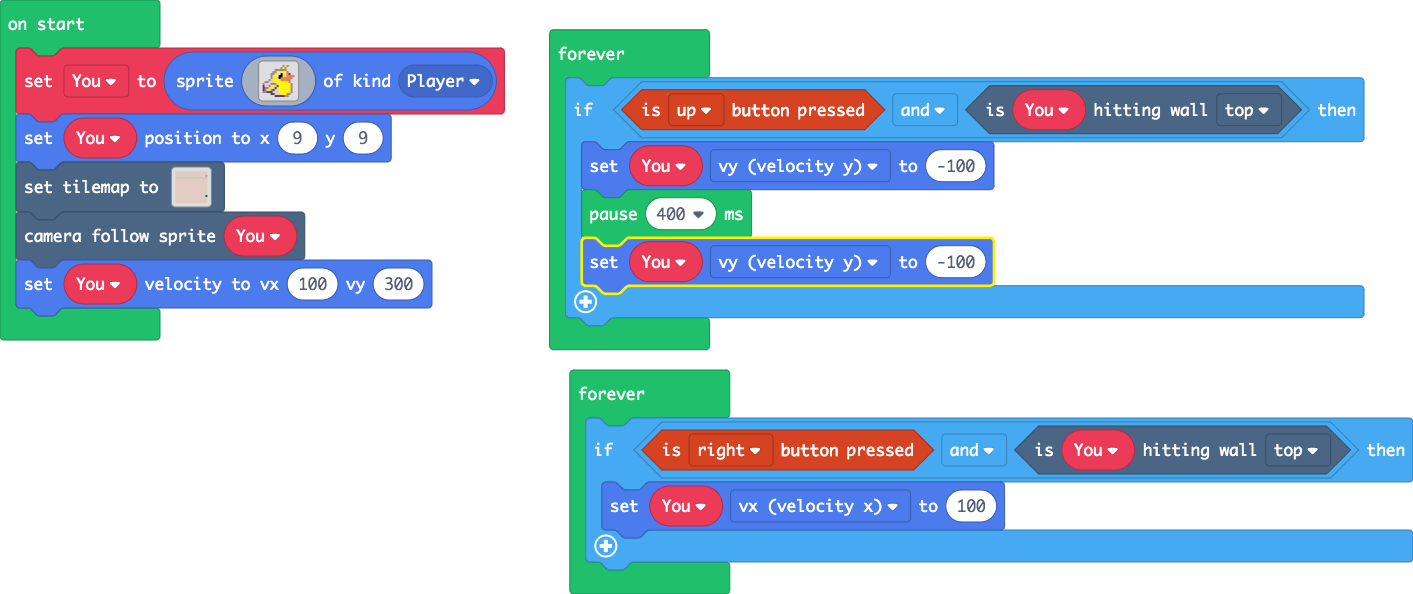 on start
set You to sprite of kind Player
set You position to x 9 y 9
set tilemap to
camera follow sprite You
set You velocity to vx 100 vy 300
forever
if is up button pressed and is You hitting wall top then
set You vy (velocity y) to -100
pause 400 ms
set You vy (velocity y) to -100
forever
if is right button pressed and is You hitting wall top then
set You vx (velocity x) to 100